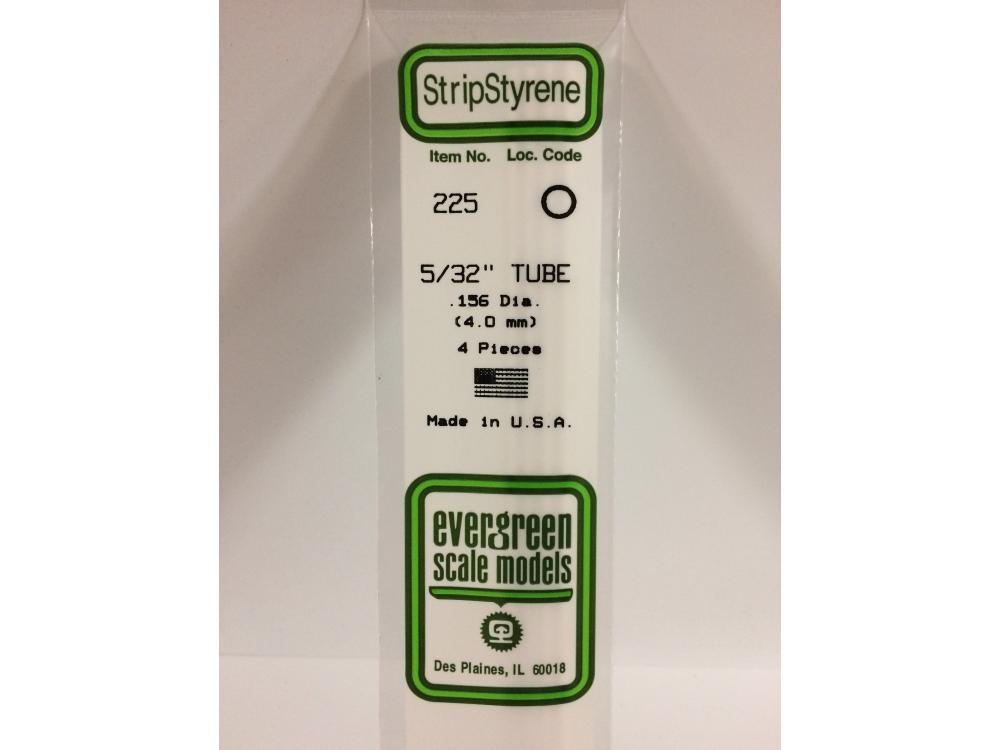 StripStyrene
Item No. Loc. Code
225
5/32" TUBE
.156 Dia.
(4.0 mm)
4 Pieces
Made in U.S.A.
evergreen
scale models
Des Plaines, IL 60018